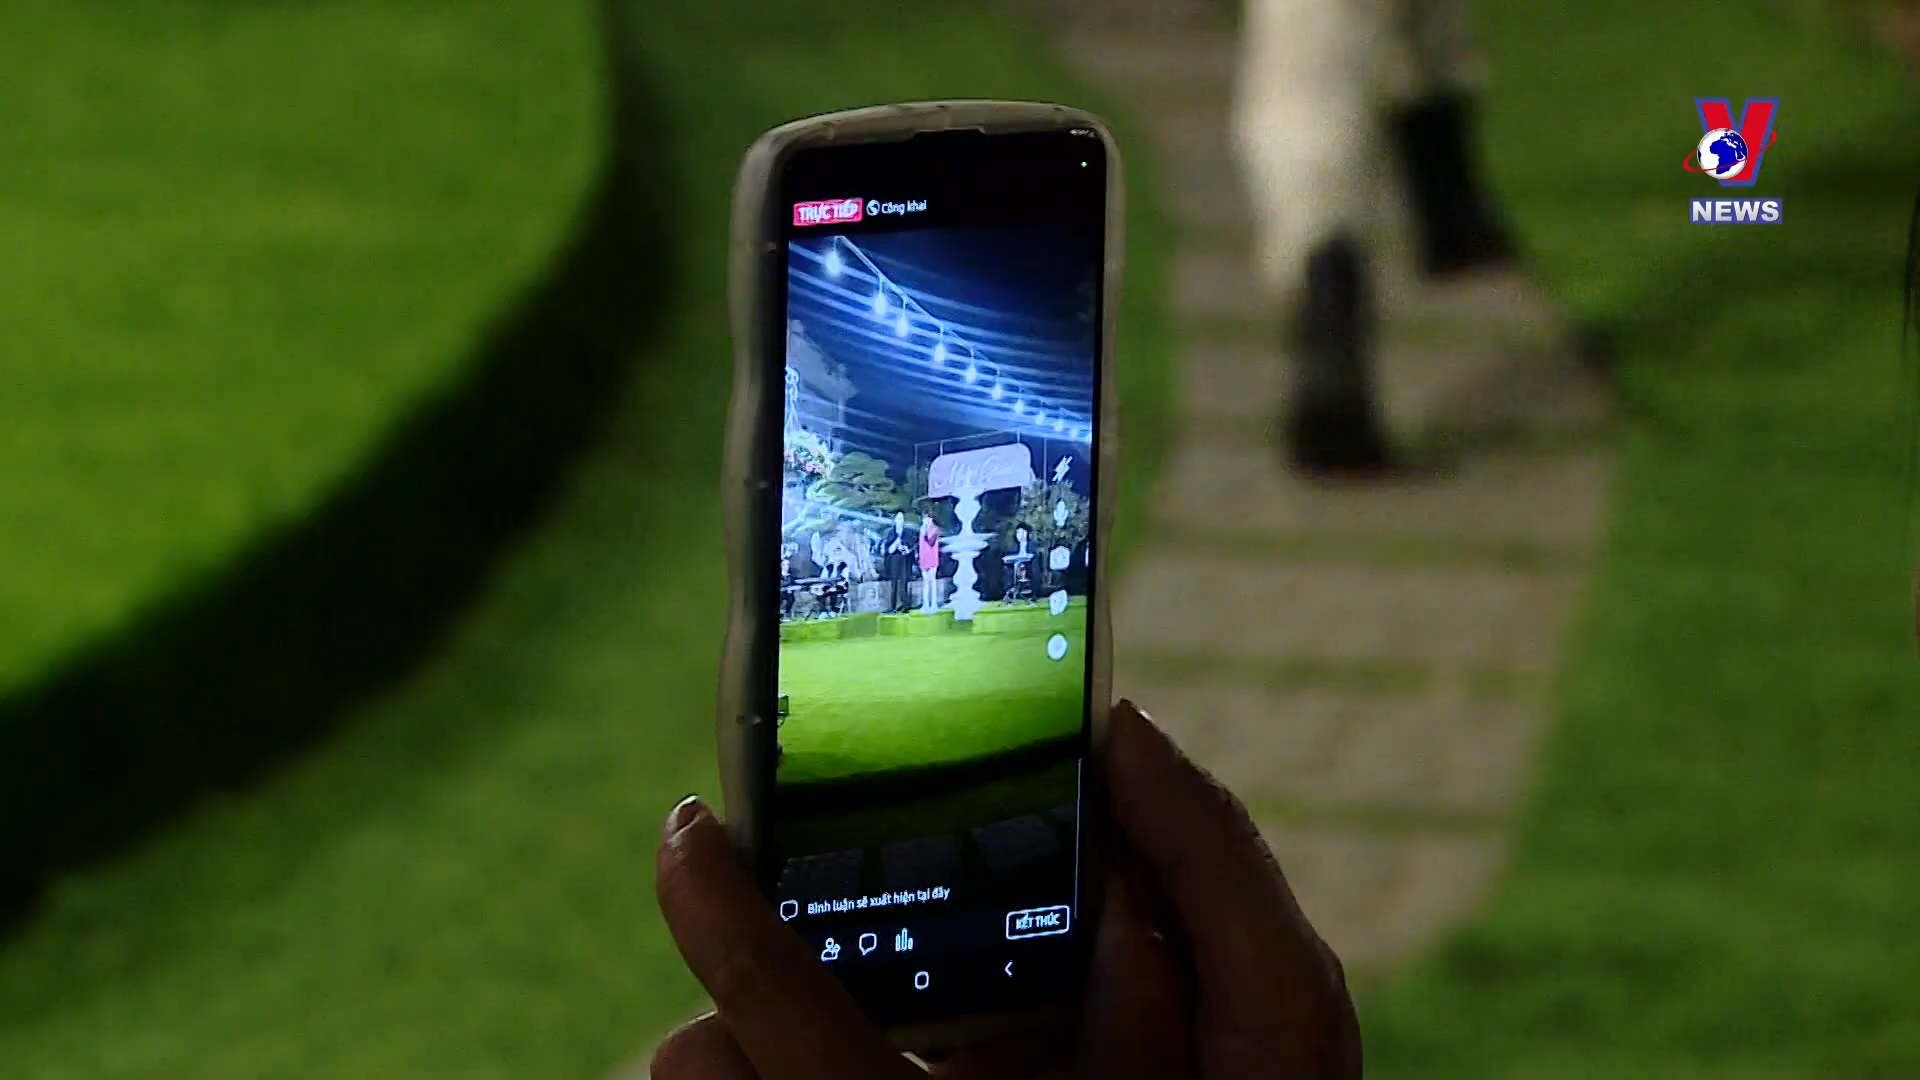 NEWS
TRỰC TIẾP Công khai
Bình luận sẽ xuất hiện tại đây
KẾT THÚC